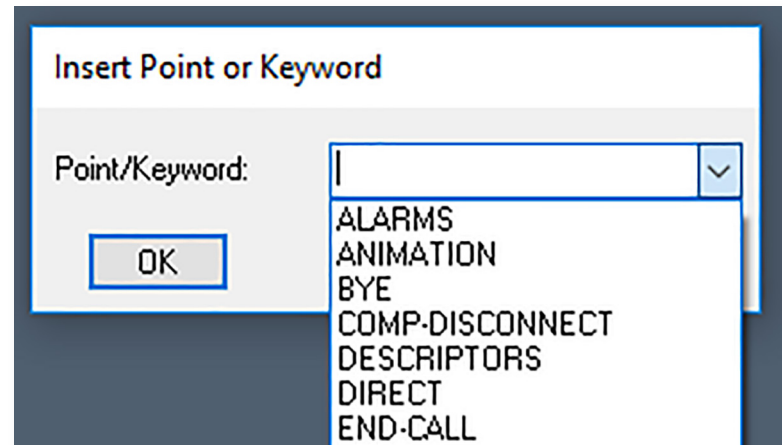 Insert Point or Keyword
Point/Keyword:
OK
ALARMS
ANIMATION
BYE
COMP-DISCONNECT
DESCRIPTORS
DIRECT
END-CALL